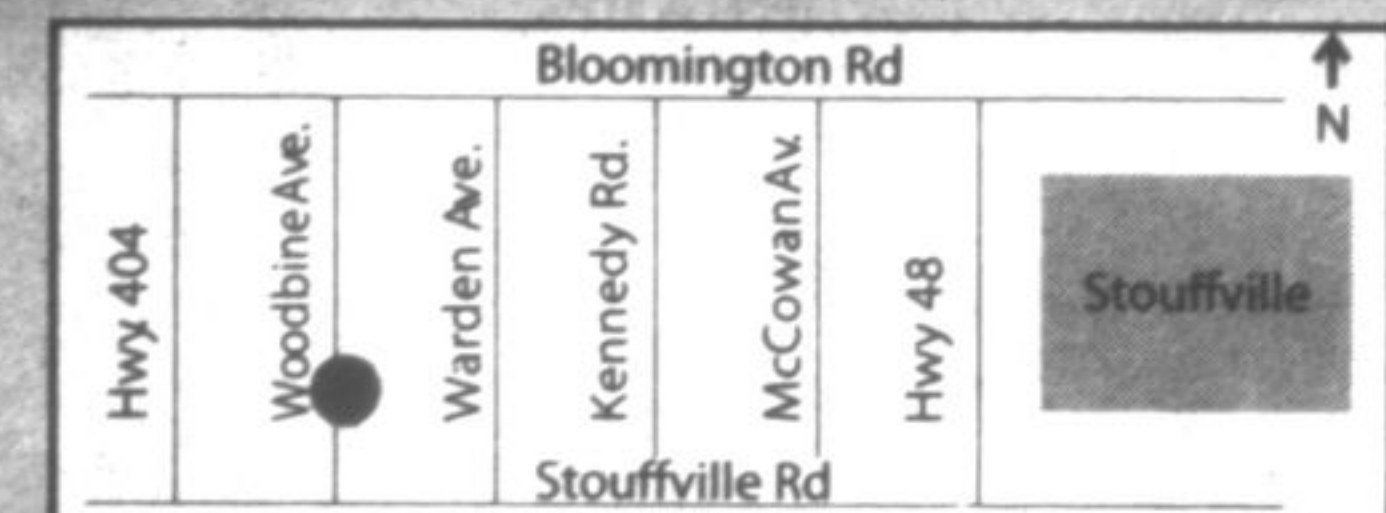 Bloomington Rd
N
Hwy 404
Woodbine Ave.
Warden Ave.
Kennedy Rd.
McCowan Av.
Hwy 48
Stouffville
Stouffville Rd